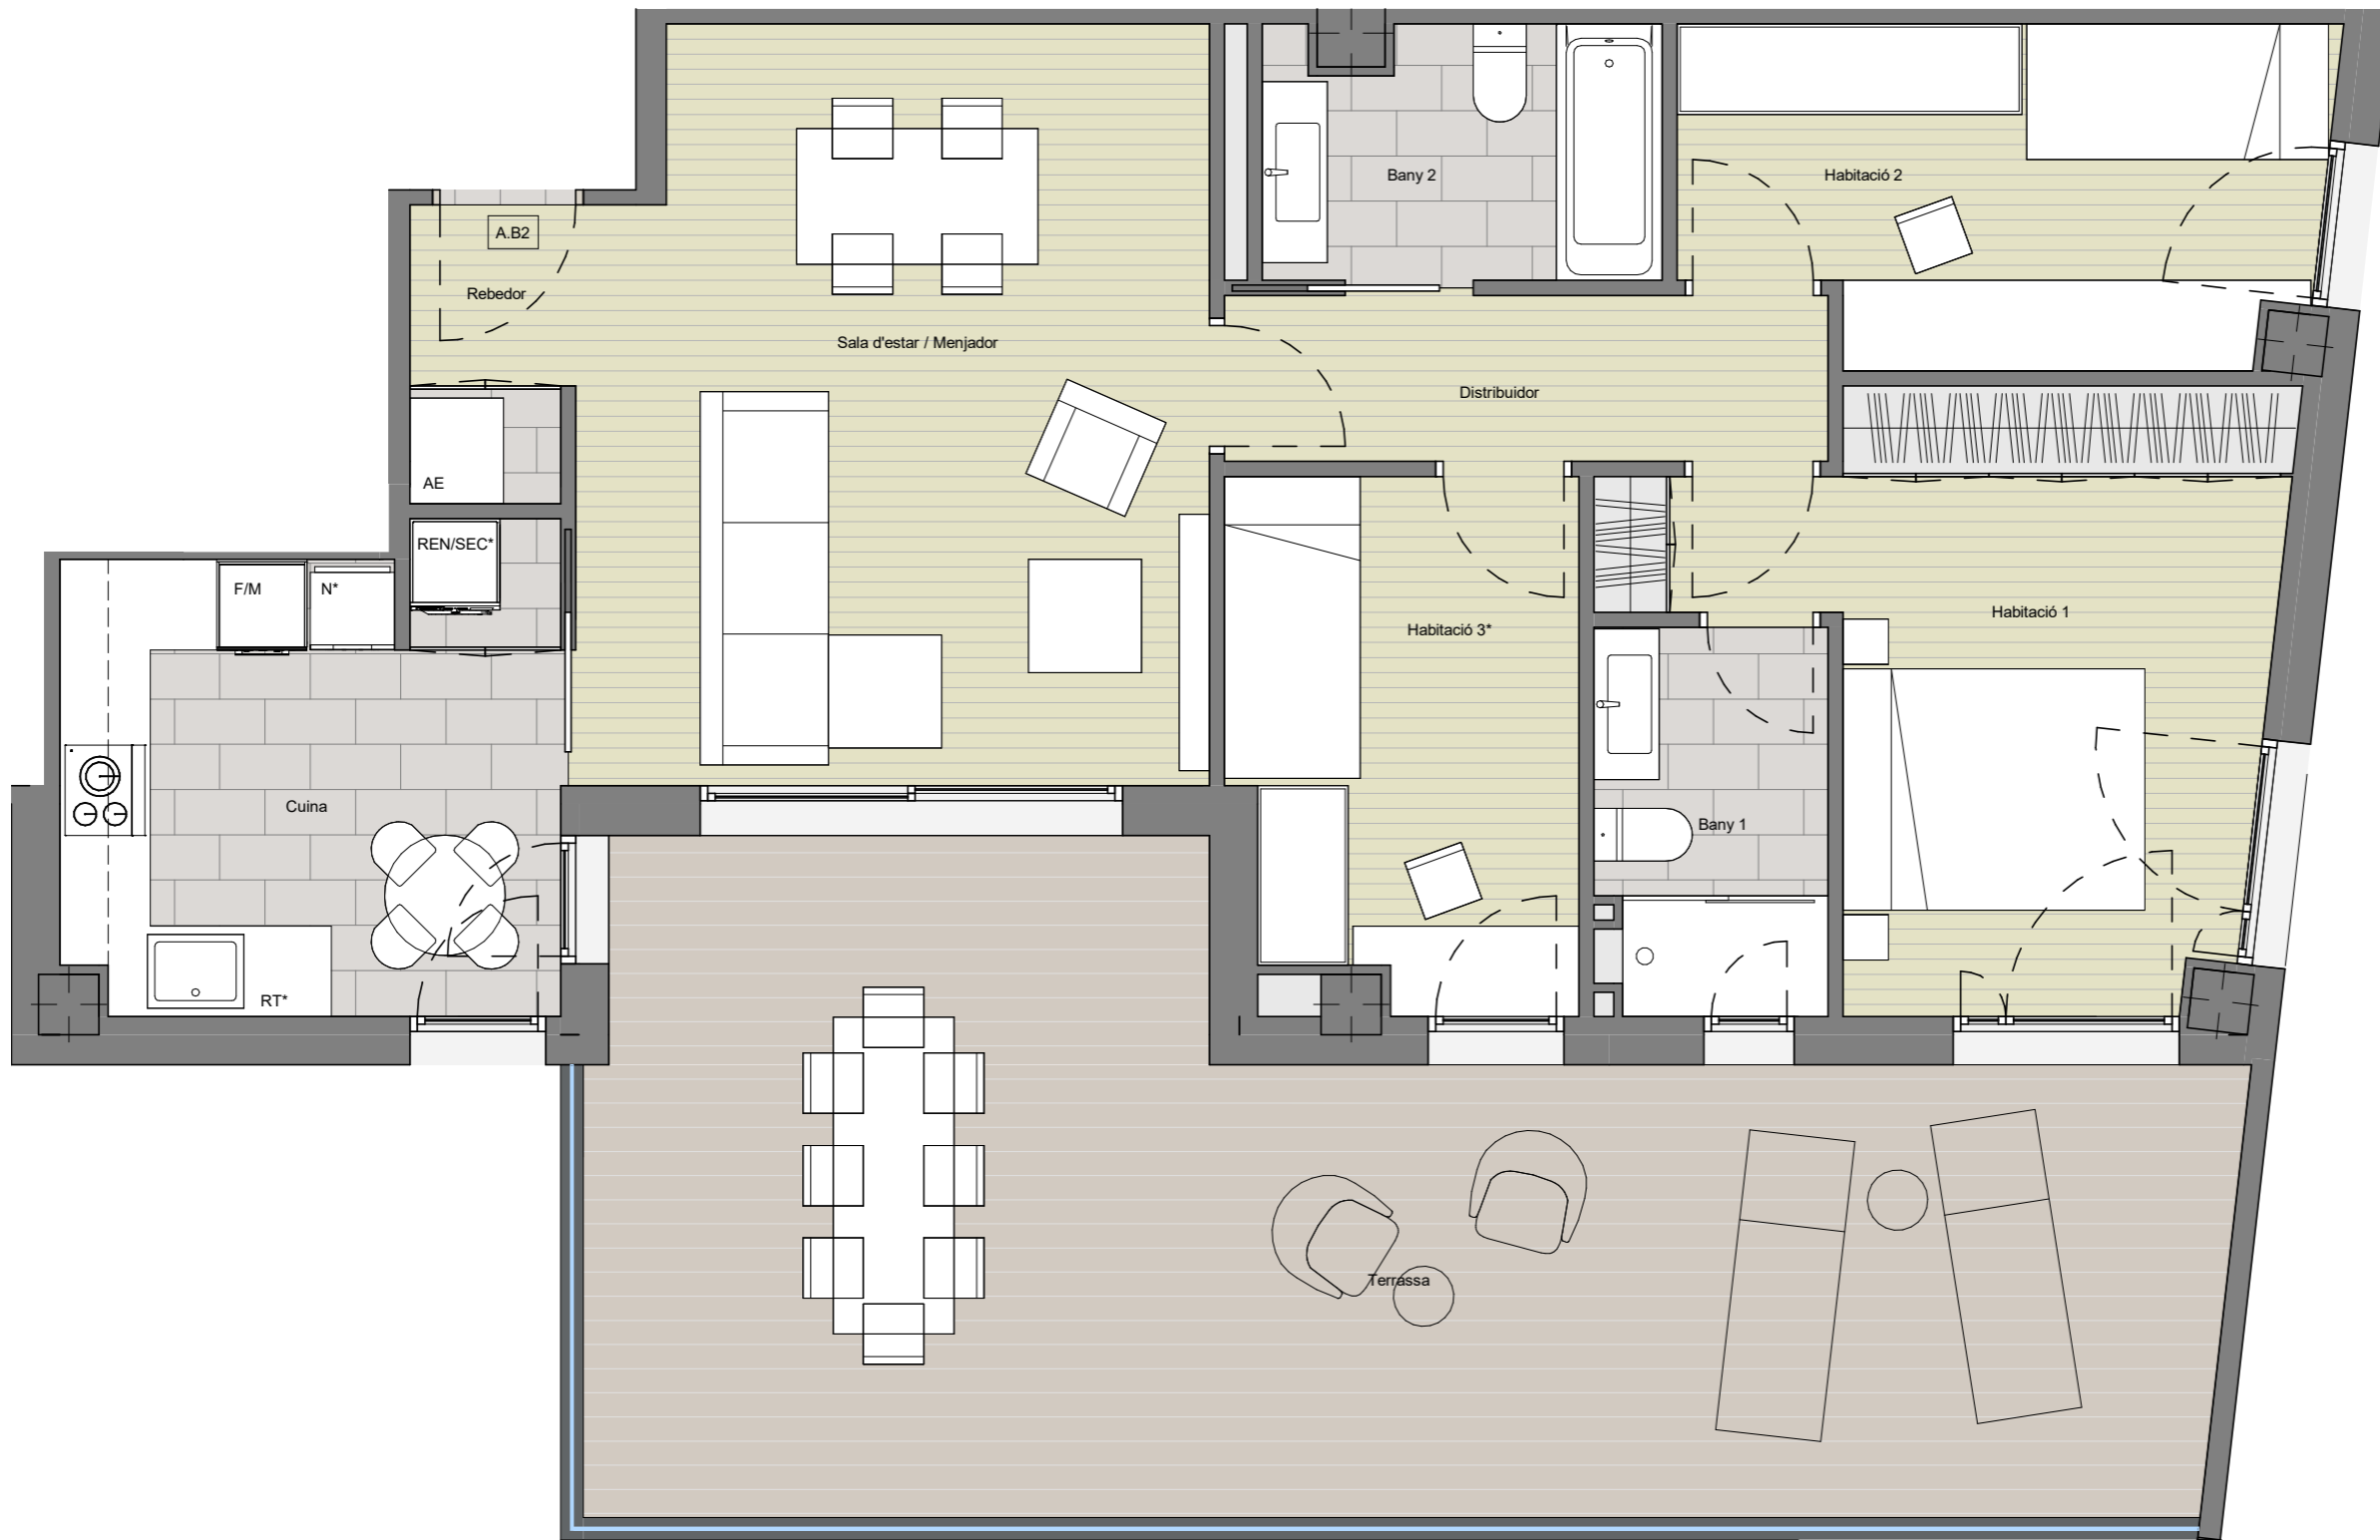 Bany 2
Habitació 2
A.B2
Rebedor
Sala d'estar / Menjador
Distribuidor
AE
REN/SEC*
F/M
N*
Habitació 1
Habitació 3*
Cuina
Bany 1
RT*
Terrassa